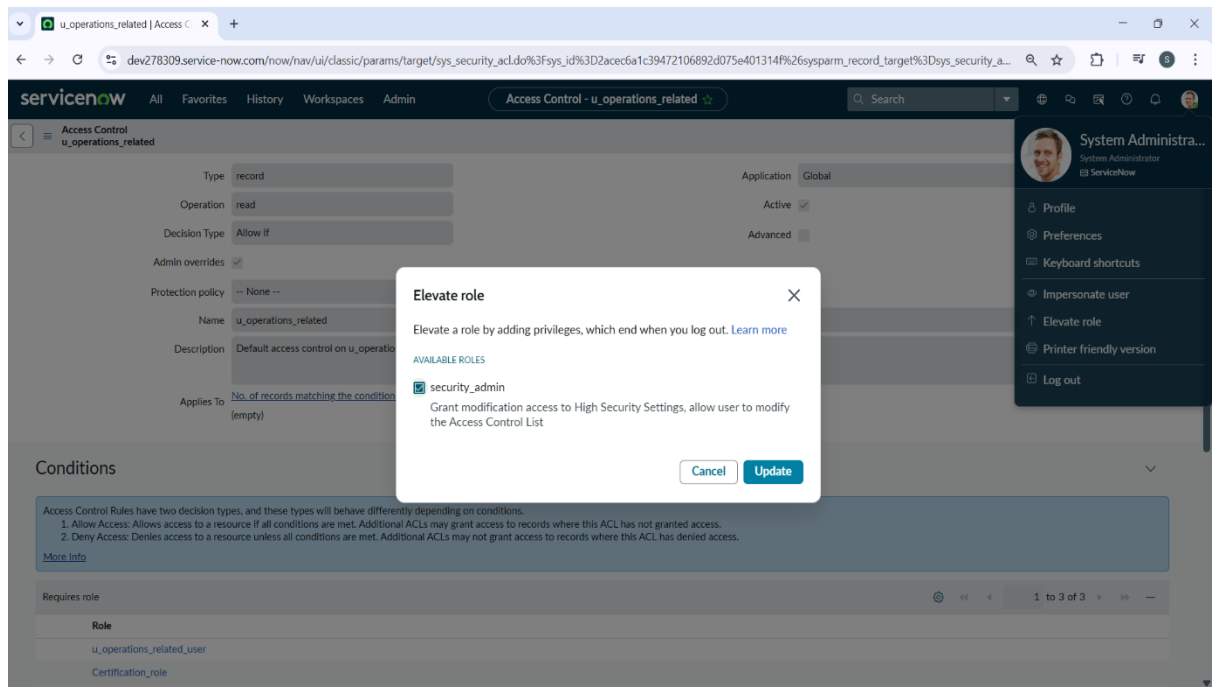 u_operations_related | Access C
dev278309.service-now.com/now/nav/ui/classic/params/target/sys_security_acl.do%3Fsys_id%3D2acec6a1c39472106892d075e401314f%26sysparm_record_target%3Dsys_security_a...
S
servicenow All Favorites History Workspaces Admin Access Control - u_operations_related Search
Access Control
u_operations_related
System Administra...
System Administrator
ServiceNow
Type record Application Global
Operation read Active
Decision Type Allow If Advanced
Admin overrides
Protection policy -- None --
Name u_operations_related
Description Default access control on u_operatio
Applies To No. of records matching the condition
(empty)
Profile
Preferences
Keyboard shortcuts
Impersonate user
Elevate role
Printer friendly version
Log out
Elevate role
Elevate a role by adding privileges, which end when you log out. Learn more
AVAILABLE ROLES
security_admin
Grant modification access to High Security Settings, allow user to modify
the Access Control List
Cancel Update
Conditions
Access Control Rules have two decision types, and these types will behave differently depending on conditions.
1. Allow Access: Allows access to a resource if all conditions are met. Additional ACLs may grant access to records where this ACL has not granted access.
2. Deny Access: Denies access to a resource unless all conditions are met. Additional ACLs may not grant access to records where this ACL has denied access.
More Info
Requires role 1 to 3 of 3
Role
u_operations_related_user
Certification_role